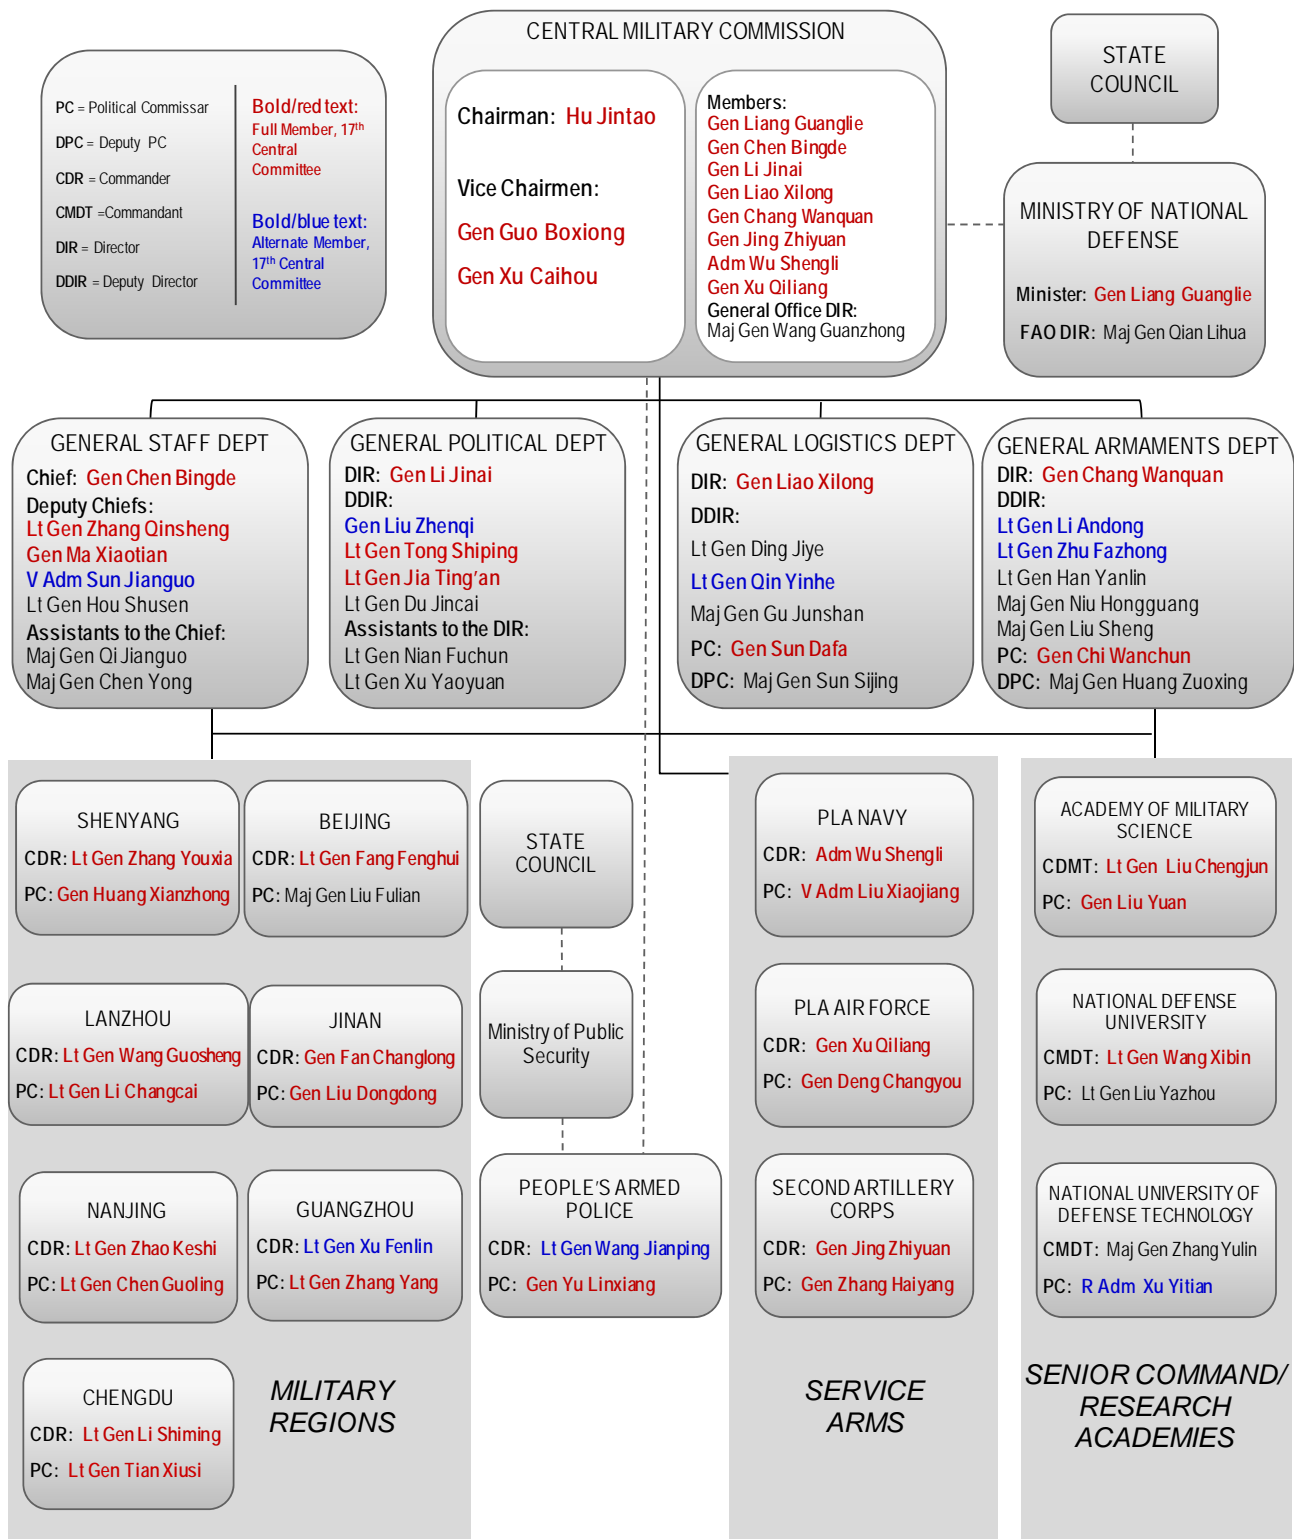 PC = Political Commissar
DPC = Deputy PC
CDR = Commander
CMDT =Commandant
DIR = Director
DDIR = Deputy Director
Bold/red text:
Full Member, 17th
Central
Committee
Bold/blue text:
Alternate Member,
17th Central
Committee
CENTRAL MILITARY COMMISSION
Chairman: Hu Jintao
Vice Chairmen:
Gen Guo Boxiong
Gen Xu Caihou
Members:
Gen Liang Guanglie
Gen Chen Bingde
Gen Li Jinai
Gen Liao Xilong
Gen Chang Wanquan
Gen Jing Zhiyuan
Adm Wu Shengli
Gen Xu Qiliang
General Office DIR:
Maj Gen Wang Guanzhong
STATE
COUNCIL
MINISTRY OF NATIONAL
DEFENSE
Minister: Gen Liang Guanglie
FAO DIR: Maj Gen Qian Lihua
GENERAL STAFF DEPT
Chief: Gen Chen Bingde
Deputy Chiefs:
Lt Gen Zhang Qinsheng
Gen Ma Xiaotian
V Adm Sun Jianguo
Lt Gen Hou Shusen
Assistants to the Chief:
Maj Gen Qi Jianguo
Maj Gen Chen Yong
GENERAL POLITICAL DEPT
DIR: Gen Li Jinai
DDIR:
Gen Liu Zhenqi
Lt Gen Tong Shiping
Lt Gen Jia Ting'an
Lt Gen Du Jincai
Assistants to the DIR:
Lt Gen Nian Fuchun
Lt Gen Xu Yaoyuan
GENERAL LOGISTICS DEPT
DIR: Gen Liao Xilong
DDIR:
Lt Gen Ding Jiye
Lt Gen Qin Yinhe
Maj Gen Gu Junshan
PC: Gen Sun Dafa
DPC: Maj Gen Sun Sijing
GENERAL ARMAMENTS DEPT
DIR: Gen Chang Wanquan
DDIR:
Lt Gen Li Andong
Lt Gen Zhu Fazhong
Lt Gen Han Yanlin
Maj Gen Niu Hongguang
Maj Gen Liu Sheng
PC: Gen Chi Wanchun
DPC: Maj Gen Huang Zuoxing
SHENYANG
CDR: Lt Gen Zhang Youxia
PC: Gen Huang Xianzhong
BEIJING
CDR: Lt Gen Fang Fenghui
PC: Maj Gen Liu Fulian
LANZHOU
CDR: Lt Gen Wang Guosheng
PC: Lt Gen Li Changcai
JINAN
CDR: Gen Fan Changlong
PC: Gen Liu Dongdong
NANJING
CDR: Lt Gen Zhao Keshi
PC: Lt Gen Chen Guoling
GUANGZHOU
CDR: Lt Gen Xu Fenlin
PC: Lt Gen Zhang Yang
CHENGDU
CDR: Lt Gen Li Shiming
PC: Lt Gen Tian Xiusi
MILITARY
REGIONS
STATE
COUNCIL
Ministry of Public
Security
PEOPLE'S ARMED
POLICE
CDR: Lt Gen Wang Jianping
PC: Gen Yu Linxiang
PLA NAVY
CDR: Adm Wu Shengli
PC: V Adm Liu Xiaojiang
PLA AIR FORCE
CDR: Gen Xu Qiliang
PC: Gen Deng Changyou
SECOND ARTILLERY
CORPS
CDR: Gen Jing Zhiyuan
PC: Gen Zhang Haiyang
SERVICE
ARMS
ACADEMY OF MILITARY
SCIENCE
CDMT: Lt Gen Liu Chengjun
PC: Gen Liu Yuan
NATIONAL DEFENSE
UNIVERSITY
CMDT: Lt Gen Wang Xibin
PC: Lt Gen Liu Yazhou
NATIONAL UNIVERSITY OF
DEFENSE TECHNOLOGY
CMDT: Maj Gen Zhang Yulin
PC: R Adm Xu Yitian
SENIOR COMMAND/
RESEARCH
ACADEMIES